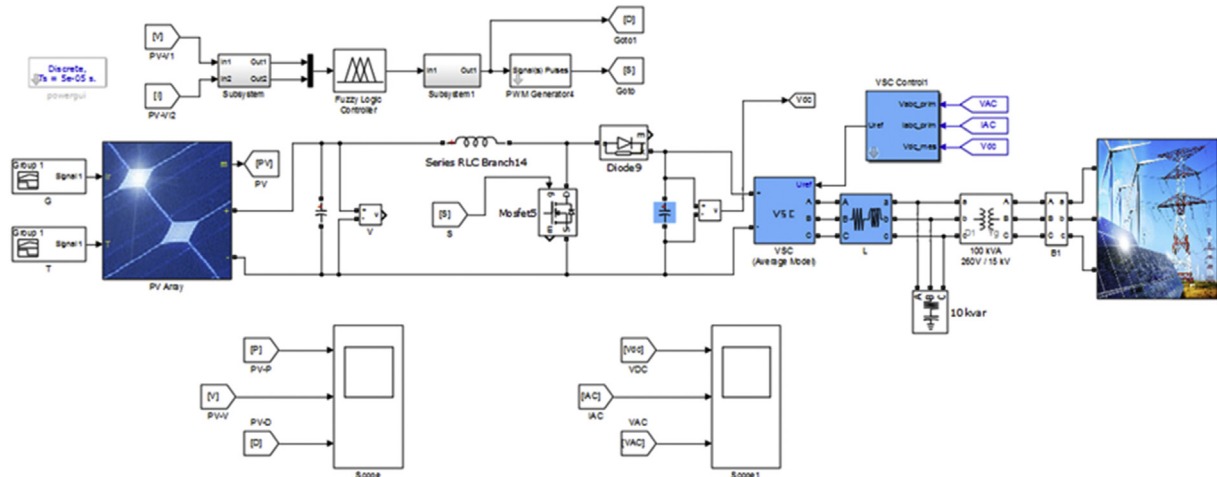 Discrete,
Ts = 5e-05 s.
powergui
[V]
PV-V1
[I]
PV-VI2
In1
In2
Out1
Out2
Subsystem
Fuzzy Logic
Controller
In1
Out1
Subsystem1
Signal(s) Pulses
PWM Generator4
[D]
Goto1
[S]
Goto
Group 1
Signal 1
G
Group 1
Signal 1
T
PV Array
[PV]
PV
v
V
Series RLC Branch14
[S]
S
Mosfet5
g
D
S
m
Diode9
m
v
Vdc
VSC Control1
Uref
Vabc_prim
Iabc_prim
Vdc_mes
VAC
IAC
Vdc
Uref
VSC
A
B
C
VSC
(Average Model)
A
B
C
a
b
c
L
A
B
C
10 kvar
A
B
C
a
b
c
100 kVA
260V / 15 kV
A
B
C
a
b
c
B1
[P]
PV-P
[V]
PV-V
PV-D
[D]
Scope
[Vdc]
VDC
[IAC]
IAC
VAC
[VAC]
Scope1